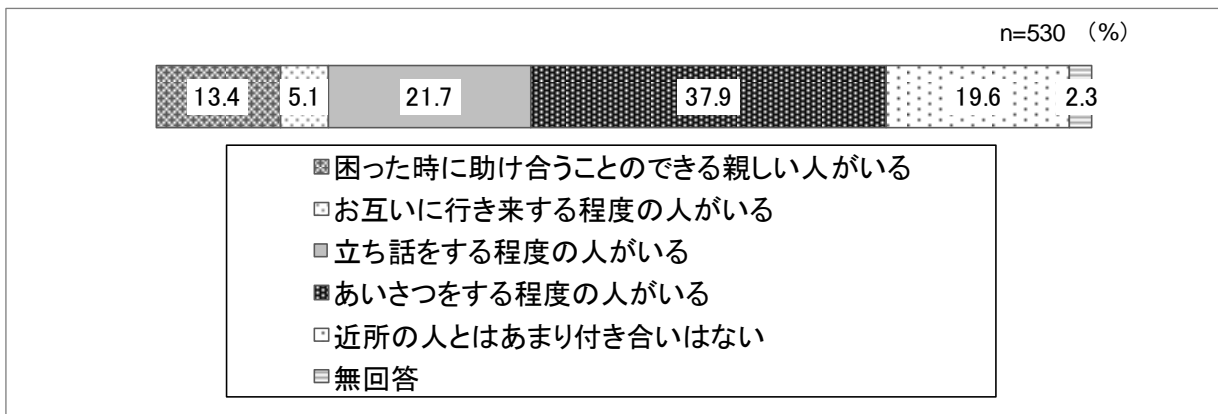 n=530 （%）
13.4 5.1 21.7 37.9 19.6 2.3
困った時に助け合うことのできる親しい人がいる
お互いに行き来する程度の人がいる
立ち話をする程度の人がいる
あいさつをする程度の人がいる
近所の人とはあまり付き合いはない
無回答